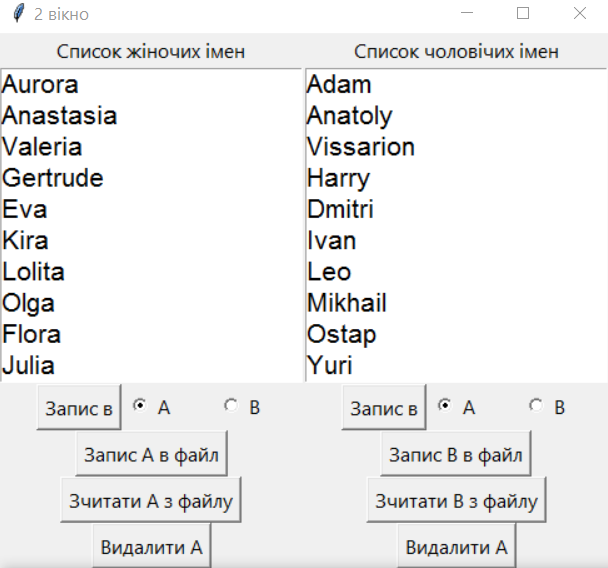 2 вікно
Список жіночих імен
Aurora
Anastasia
Valeria
Gertrude
Eva
Kira
Lolita
Olga
Flora
Julia
Запис в A B
Запис A в файл
Зчитати A з файлу
Видалити A
Список чоловічих імен
Adam
Anatoly
Vissarion
Harry
Dmitri
Ivan
Leo
Mikhail
Ostap
Yuri
Запис в A B
Запис B в файл
Зчитати B з файлу
Видалити A